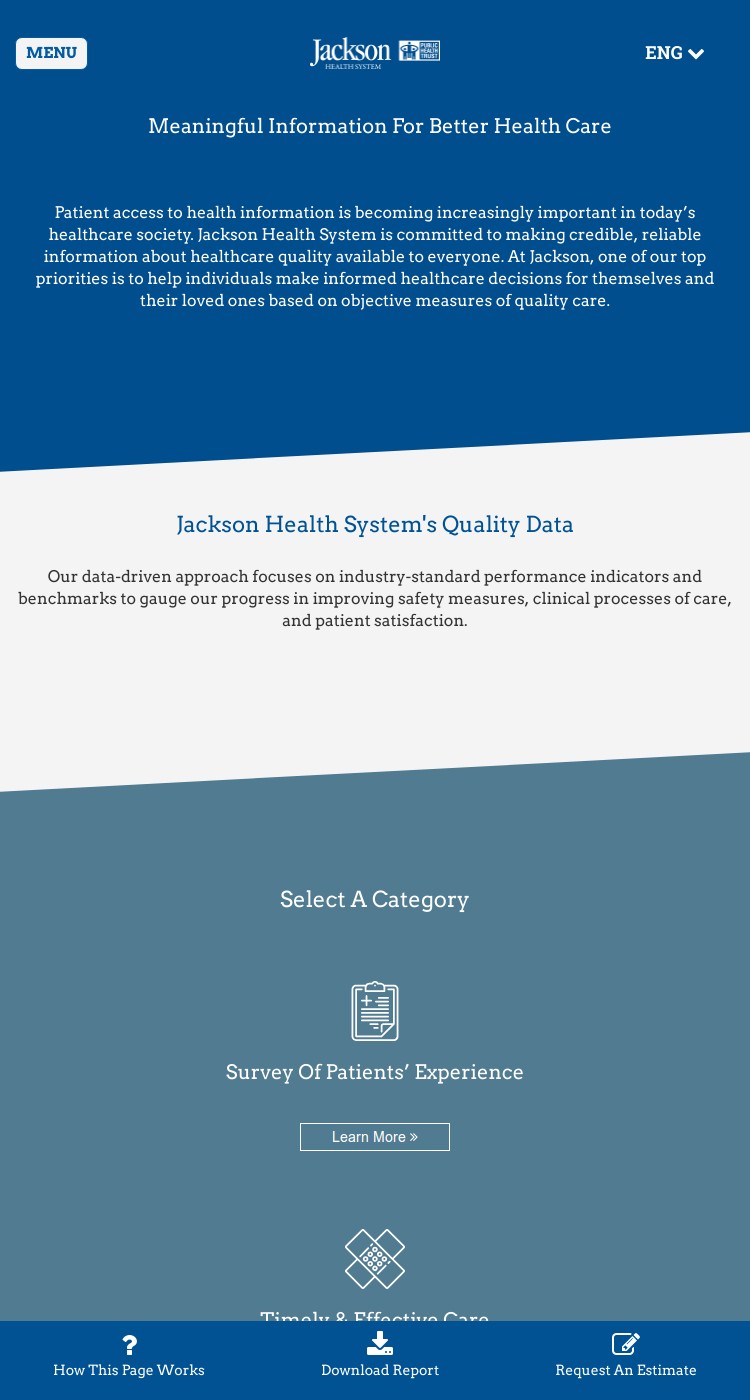 MENU
Jackson
HEALTH SYSTEM
PUBLIC
HEALTH
TRUST
ENG
Meaningful Information For Better Health Care
Patient access to health information is becoming increasingly important in today’s
healthcare society. Jackson Health System is committed to making credible, reliable
information about healthcare quality available to everyone. At Jackson, one of our top
priorities is to help individuals make informed healthcare decisions for themselves and
their loved ones based on objective measures of quality care.
Jackson Health System's Quality Data
Our data-driven approach focuses on industry-standard performance indicators and
benchmarks to gauge our progress in improving safety measures, clinical processes of care,
and patient satisfaction.
Select A Category
Survey Of Patients’ Experience
Learn More »
Timely & Effective Care
How This Page Works
Download Report
Request An Estimate